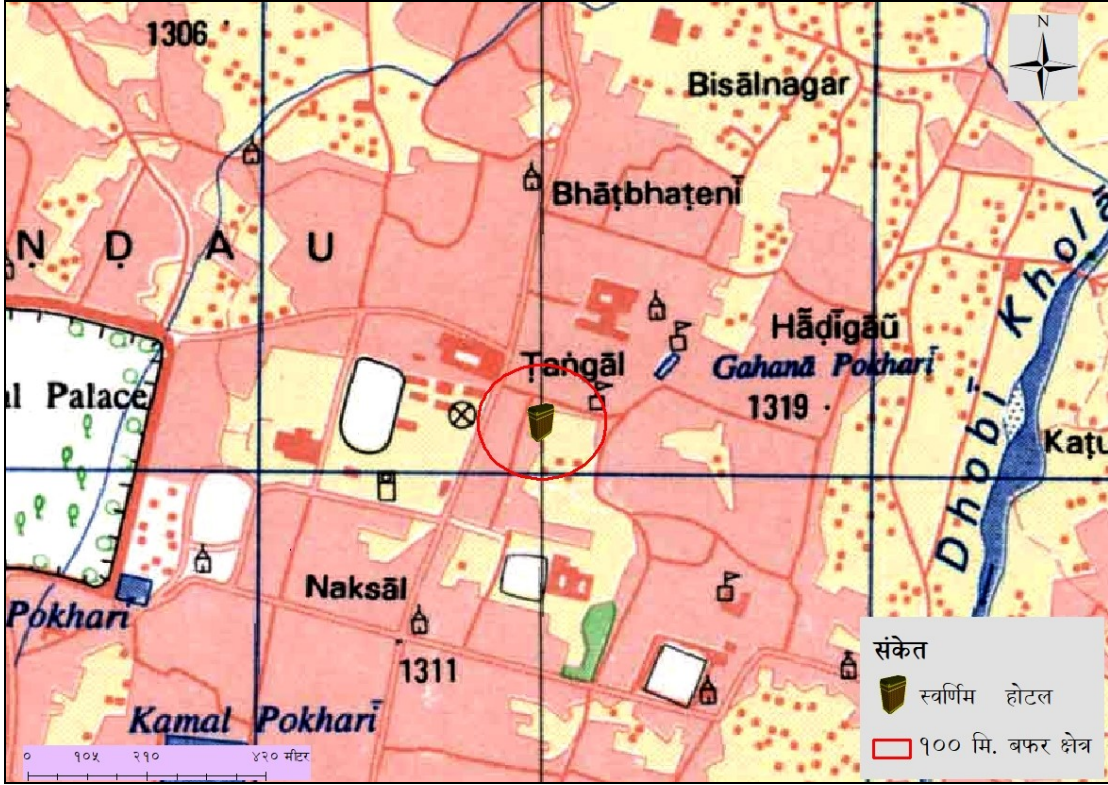 1306
N
Bisālnagar
Bhāṭbhaṭenī
Ṇ Ḍ A U
Dhobī Kholā
Hā̃ḍīgāũ
Ṭaṅgāl
Gahanā Pokharī
l Palace
1319
Kaṭu
Naksāl
Pokharī
1311
Kamal Pokharī
संकेत
स्वर्णिम होटल
१०० मि. बफर क्षेत्र
० १०५ २१० ४२० मीटर